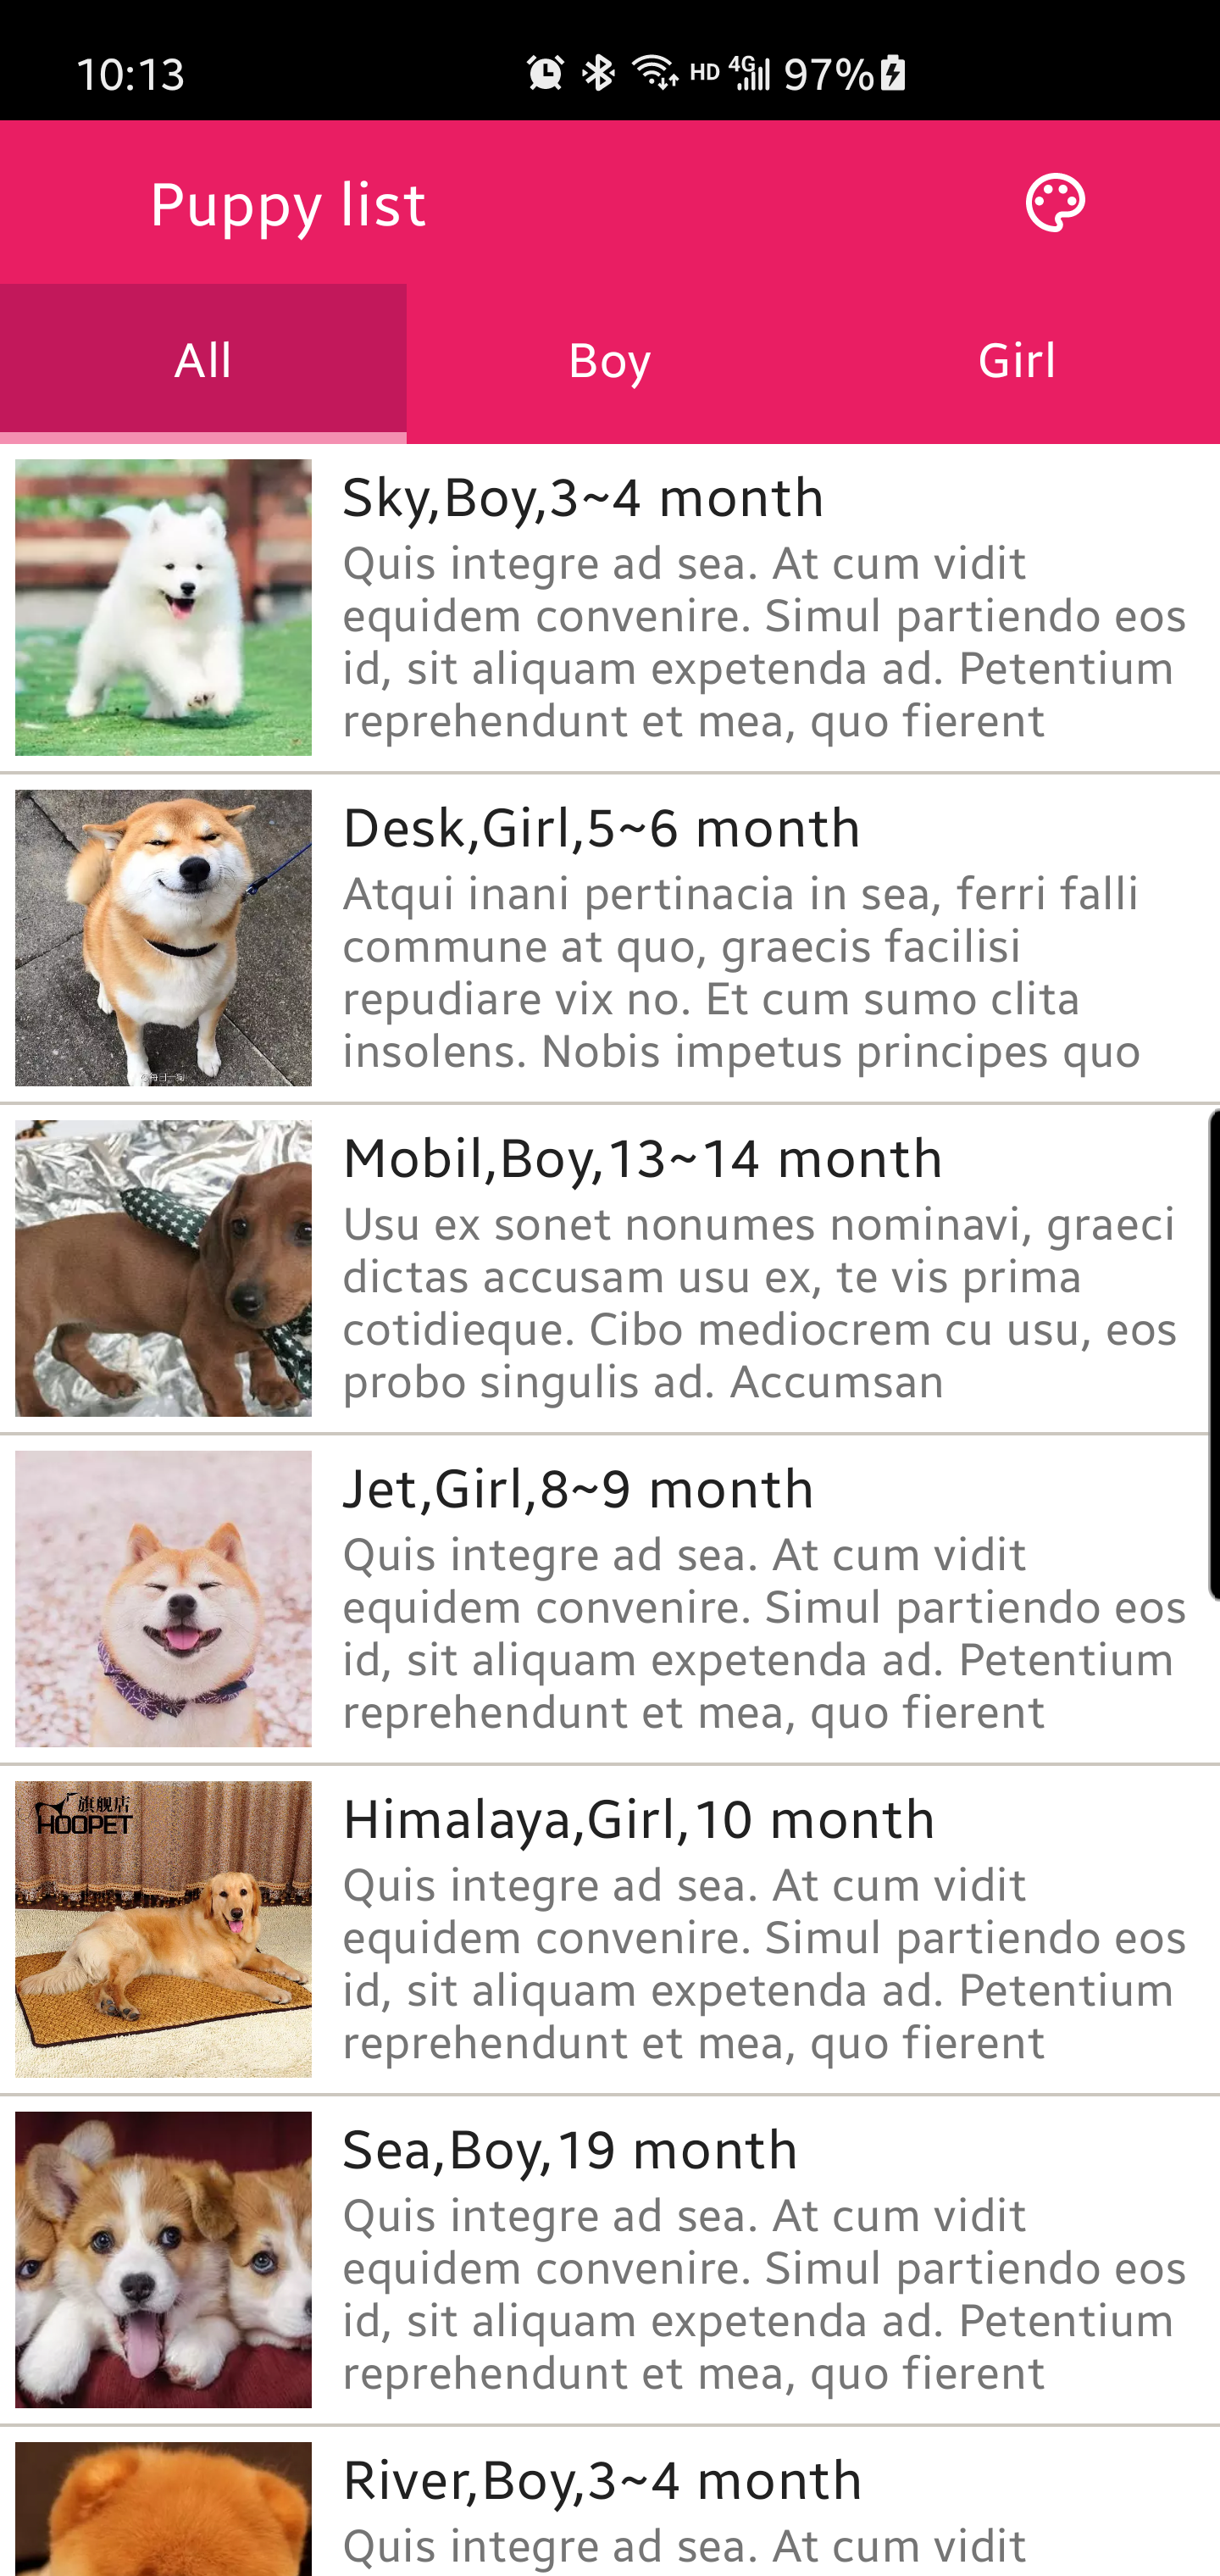 10:13
HD 4G 97%
Puppy list
All Boy Girl
Sky,Boy,3~4 month
Quis integre ad sea. At cum vidit
equidem convenire. Simul partiendo eos
id, sit aliquam expetenda ad. Petentium
reprehendunt et mea, quo fierent
Desk,Girl,5~6 month
Atqui inani pertinacia in sea, ferri falli
commune at quo, graecis facilisi
repudiare vix no. Et cum sumo clita
insolens. Nobis impetus principes quo
Mobil,Boy,13~14 month
Usu ex sonet nonumes nominavi, graeci
dictas accusam usu ex, te vis prima
cotidieque. Cibo mediocrem cu usu, eos
probo singulis ad. Accumsan
Jet,Girl,8~9 month
Quis integre ad sea. At cum vidit
equidem convenire. Simul partiendo eos
id, sit aliquam expetenda ad. Petentium
reprehendunt et mea, quo fierent
旗舰店
HOOPET
Himalaya,Girl,10 month
Quis integre ad sea. At cum vidit
equidem convenire. Simul partiendo eos
id, sit aliquam expetenda ad. Petentium
reprehendunt et mea, quo fierent
Sea,Boy,19 month
Quis integre ad sea. At cum vidit
equidem convenire. Simul partiendo eos
id, sit aliquam expetenda ad. Petentium
reprehendunt et mea, quo fierent
River,Boy,3~4 month
Quis integre ad sea. At cum vidit